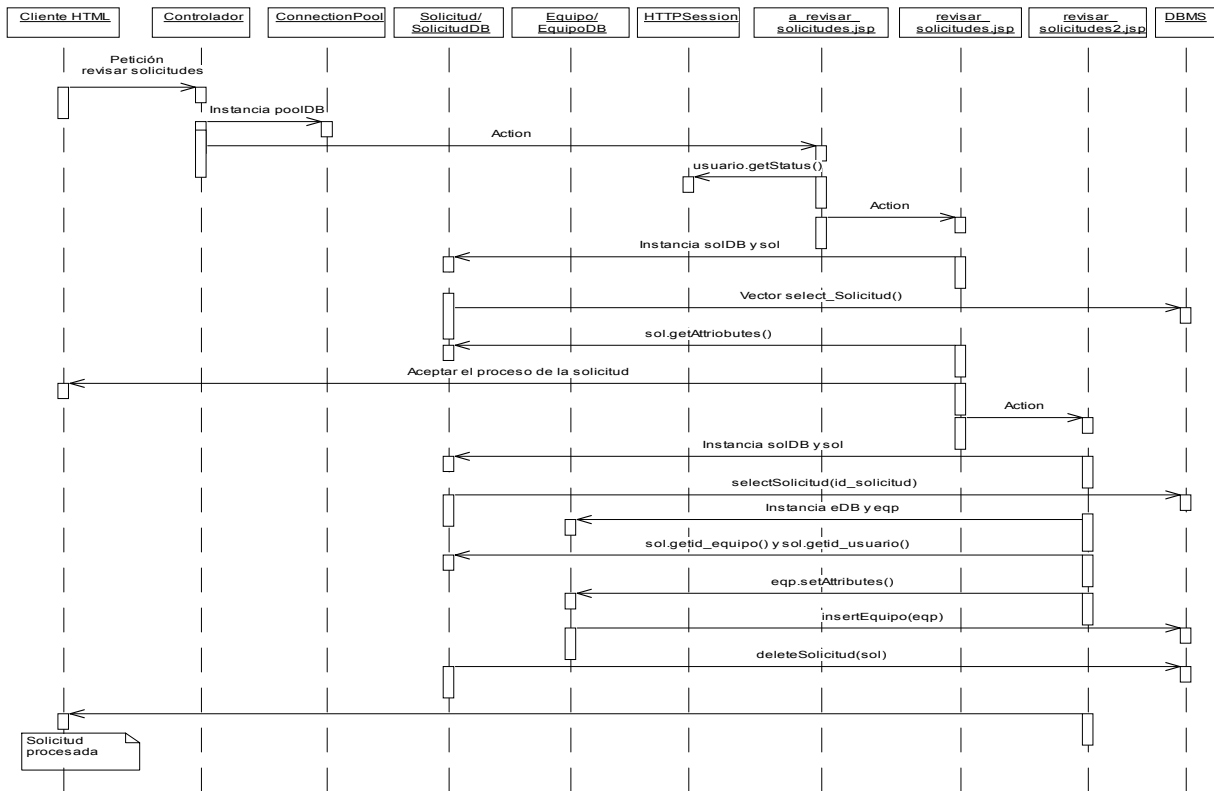 Cliente HTML
Controlador
ConnectionPool
Solicitud/
SolicitudDB
Equipo/
EquipoDB
HTTPSession
a_revisar_
solicitudes.jsp
revisar_
solicitudes.jsp
revisar_
solicitudes2.jsp
DBMS
Petición
revisar solicitudes
Instancia poolDB
Action
usuario.getStatus()
Action
Instancia solDB y sol
Vector select_Solicitud()
sol.getAttriobutes()
Aceptar el proceso de la solicitud
Action
Instancia solDB y sol
selectSolicitud(id_solicitud)
Instancia eDB y eqp
sol.getid_equipo() y sol.getid_usuario()
eqp.setAttributes()
insertEquipo(eqp)
deleteSolicitud(sol)
Solicitud
procesada